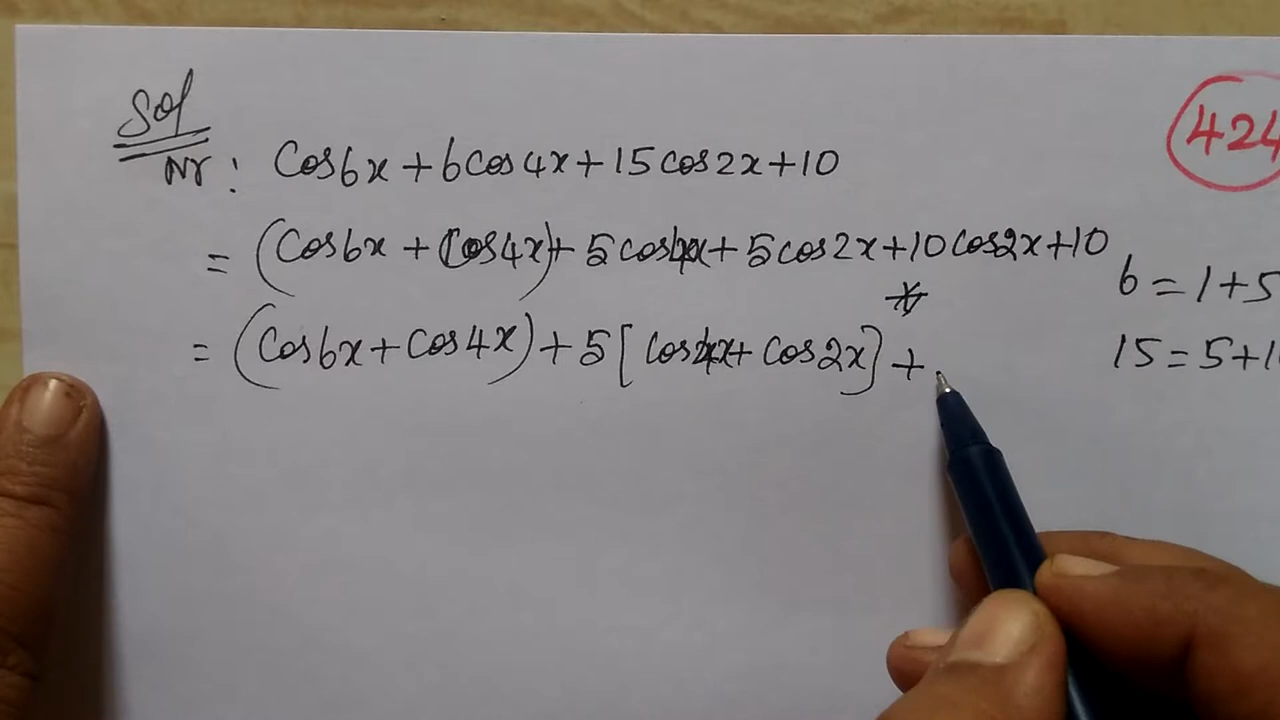 Sol
Nr : Cos6x + 6cos4x + 15cos2x + 10
= (Cos6x + Cos4x) + 5cos4x + 5cos2x + 10cos2x + 10
= (Cos6x + Cos4x) + 5[cos4x + cos2x] +
424
6 = 1 + 5
15 = 5 + 1